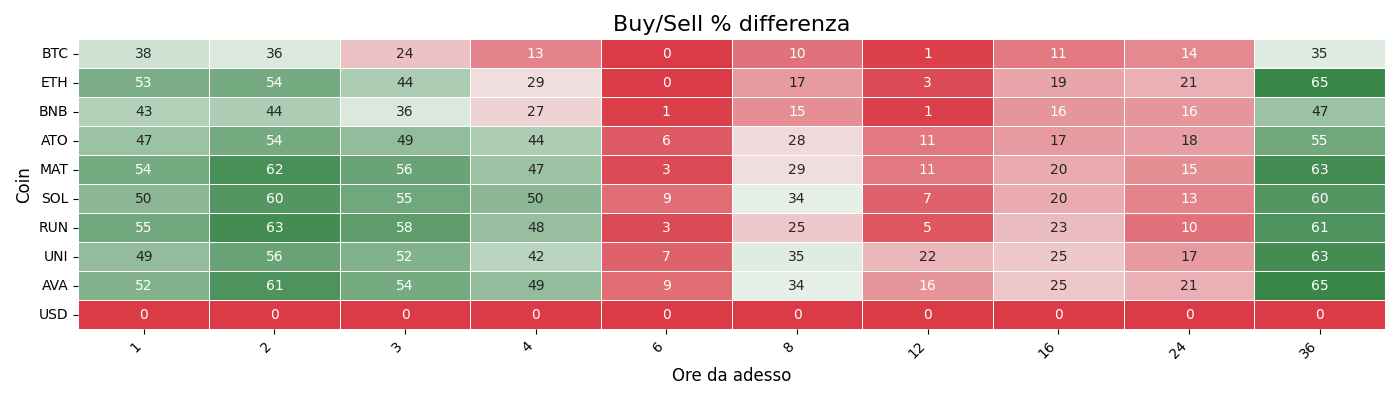 Buy/Sell % differenza
Coin
BTC 38 36 24 13 0 10 1 11 14 35
ETH 53 54 44 29 0 17 3 19 21 65
BNB 43 44 36 27 1 15 1 16 16 47
ATO 47 54 49 44 6 28 11 17 18 55
MAT 54 62 56 47 3 29 11 20 15 63
SOL 50 60 55 50 9 34 7 20 13 60
RUN 55 63 58 48 3 25 5 23 10 61
UNI 49 56 52 42 7 35 22 25 17 63
AVA 52 61 54 49 9 34 16 25 21 65
USD 0 0 0 0 0 0 0 0 0 0
1 2 3 4 6 8 12 16 24 36
Ore da adesso